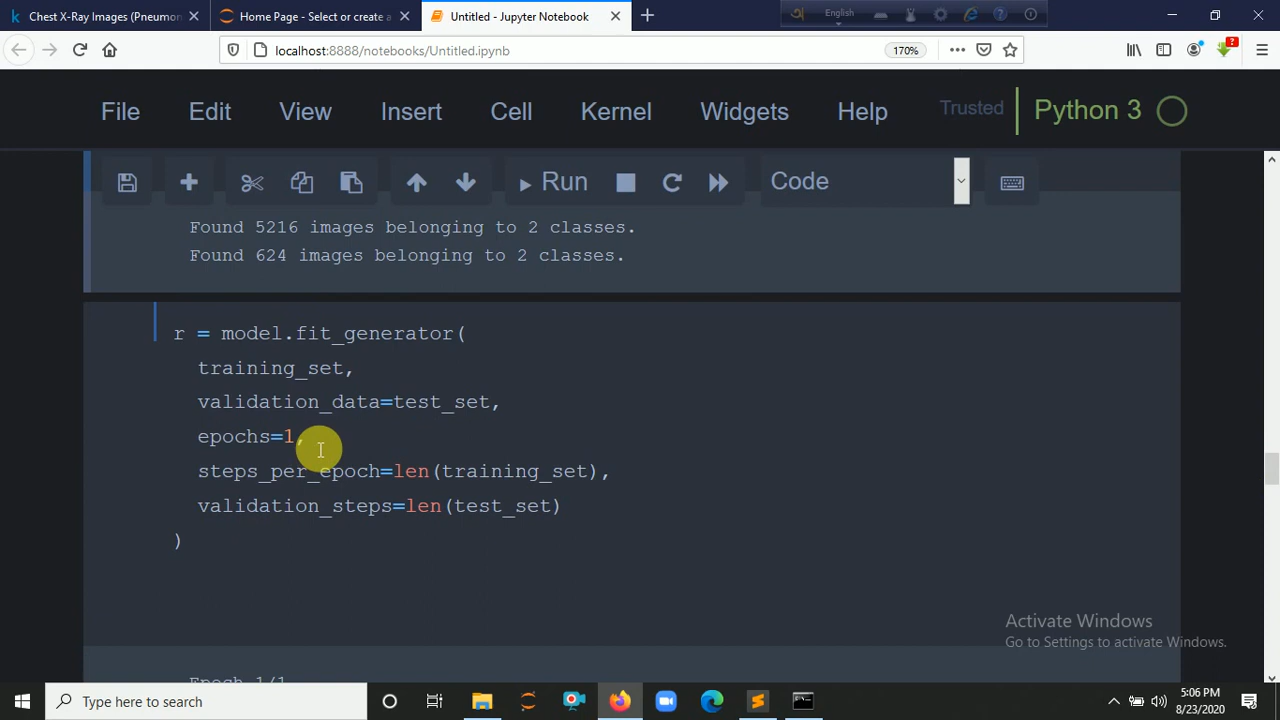 Chest X-Ray Images (Pneumon
Home Page - Select or create a
Untitled - Jupyter Notebook
English
localhost:8888/notebooks/Untitled.ipynb
170%
File Edit View Insert Cell Kernel Widgets Help Trusted Python 3
Run Code
Found 5216 images belonging to 2 classes.
Found 624 images belonging to 2 classes.
r = model.fit_generator(
training_set,
validation_data=test_set,
epochs=1,
steps_per_epoch=len(training_set),
validation_steps=len(test_set)
)
Activate Windows
Go to Settings to activate Windows.
Epoch 1/1
Type here to search
5:06 PM
8/23/2020